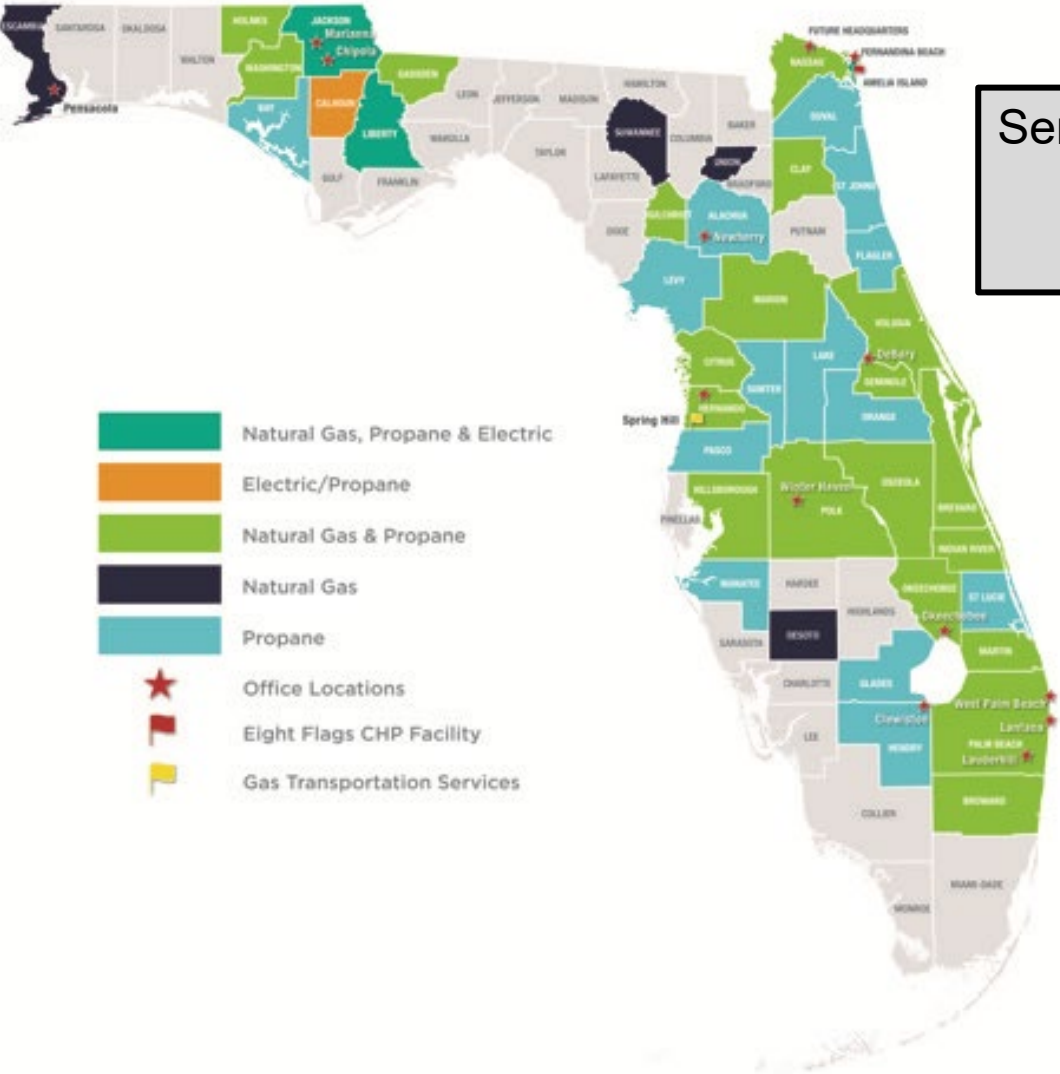 ESCAMBIA
SANTA ROSA
OKALOOSA
WALTON
HOLMES
WASHINGTON
BAY
JACKSON
Marianna
Chipola
CALHOUN
GULF
LIBERTY
GADSDEN
FRANKLIN
LEON
WAKULLA
JEFFERSON
MADISON
TAYLOR
HAMILTON
SUWANNEE
LAFAYETTE
DIXIE
COLUMBIA
BAKER
UNION
BRADFORD
GILCHRIST
ALACHUA
Newberry
LEVY
FUTURE HEADQUARTERS
NASSAU
FERNANDINA BEACH
AMELIA ISLAND
DUVAL
CLAY
ST JOHNS
PUTNAM
FLAGLER
Pensacola
Ser
MARION
VOLUSIA
DeBary
CITRUS
SUMTER
LAKE
SEMINOLE
HERNANDO
Spring Hill
ORANGE
PASCO
HILLSBOROUGH
PINELLAS
Winter Haven
POLK
OSCEOLA
BREVARD
INDIAN RIVER
MANATEE
HARDEE
HIGHLANDS
OKEECHOBEE
Okeechobee
ST LUCIE
SARASOTA
DESOTO
MARTIN
CHARLOTTE
GLADES
Clewiston
LEE
HENDRY
West Palm Beach
Lantana
PALM BEACH
Lauderhill
BROWARD
COLLIER
MIAMI-DADE
MONROE
Natural Gas, Propane & Electric
Electric/Propane
Natural Gas & Propane
Natural Gas
Propane
Office Locations
Eight Flags CHP Facility
Gas Transportation Services